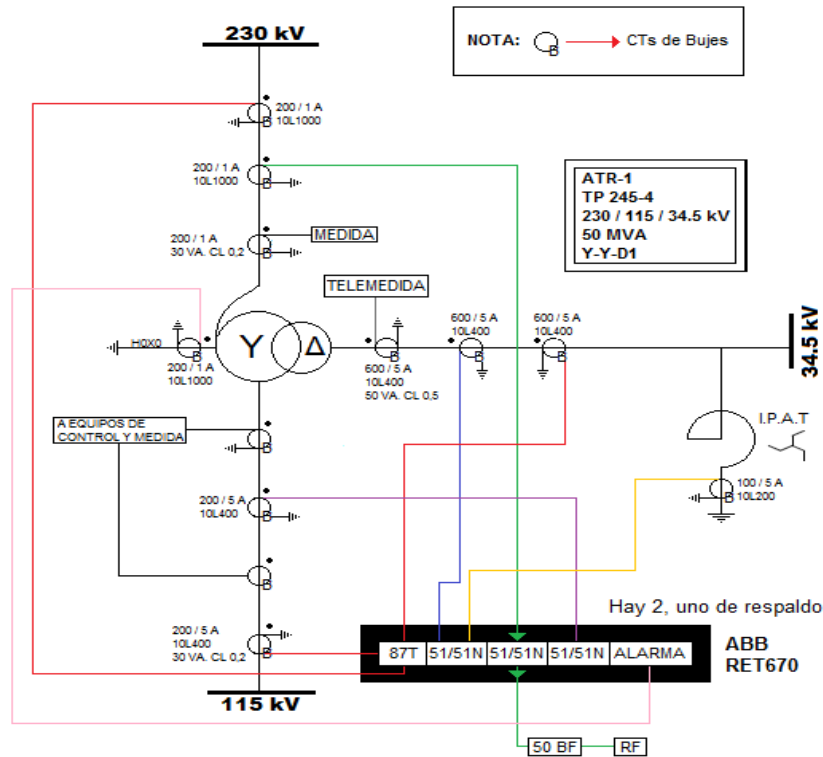 230 kV
NOTA: B CTs de Bujes
200 / 1 A
10L1000
B
200 / 1 A
10L1000
B
ATR-1
TP 245-4
230 / 115 / 34.5 kV
50 MVA
Y-Y-D1
200 / 1 A
30 VA. CL 0,2
B
MEDIDA
TELEMEDIDA
600 / 5 A
10L400
600 / 5 A
10L400
H0X0
B
Y
Δ
B
B
B
34.5 kV
200 / 1 A
10L1000
600 / 5 A
10L400
50 VA. CL 0,5
A EQUIPOS DE
CONTROL Y MEDIDA
B
I.P.A.T
200 / 5 A
10L400
B
B
100 / 5 A
10L200
B
Hay 2, uno de respaldo
200 / 5 A
10L400
30 VA. CL 0,2
B
87T 51/51N 51/51N 51/51N ALARMA
ABB
RET670
115 kV
50 BF
RF